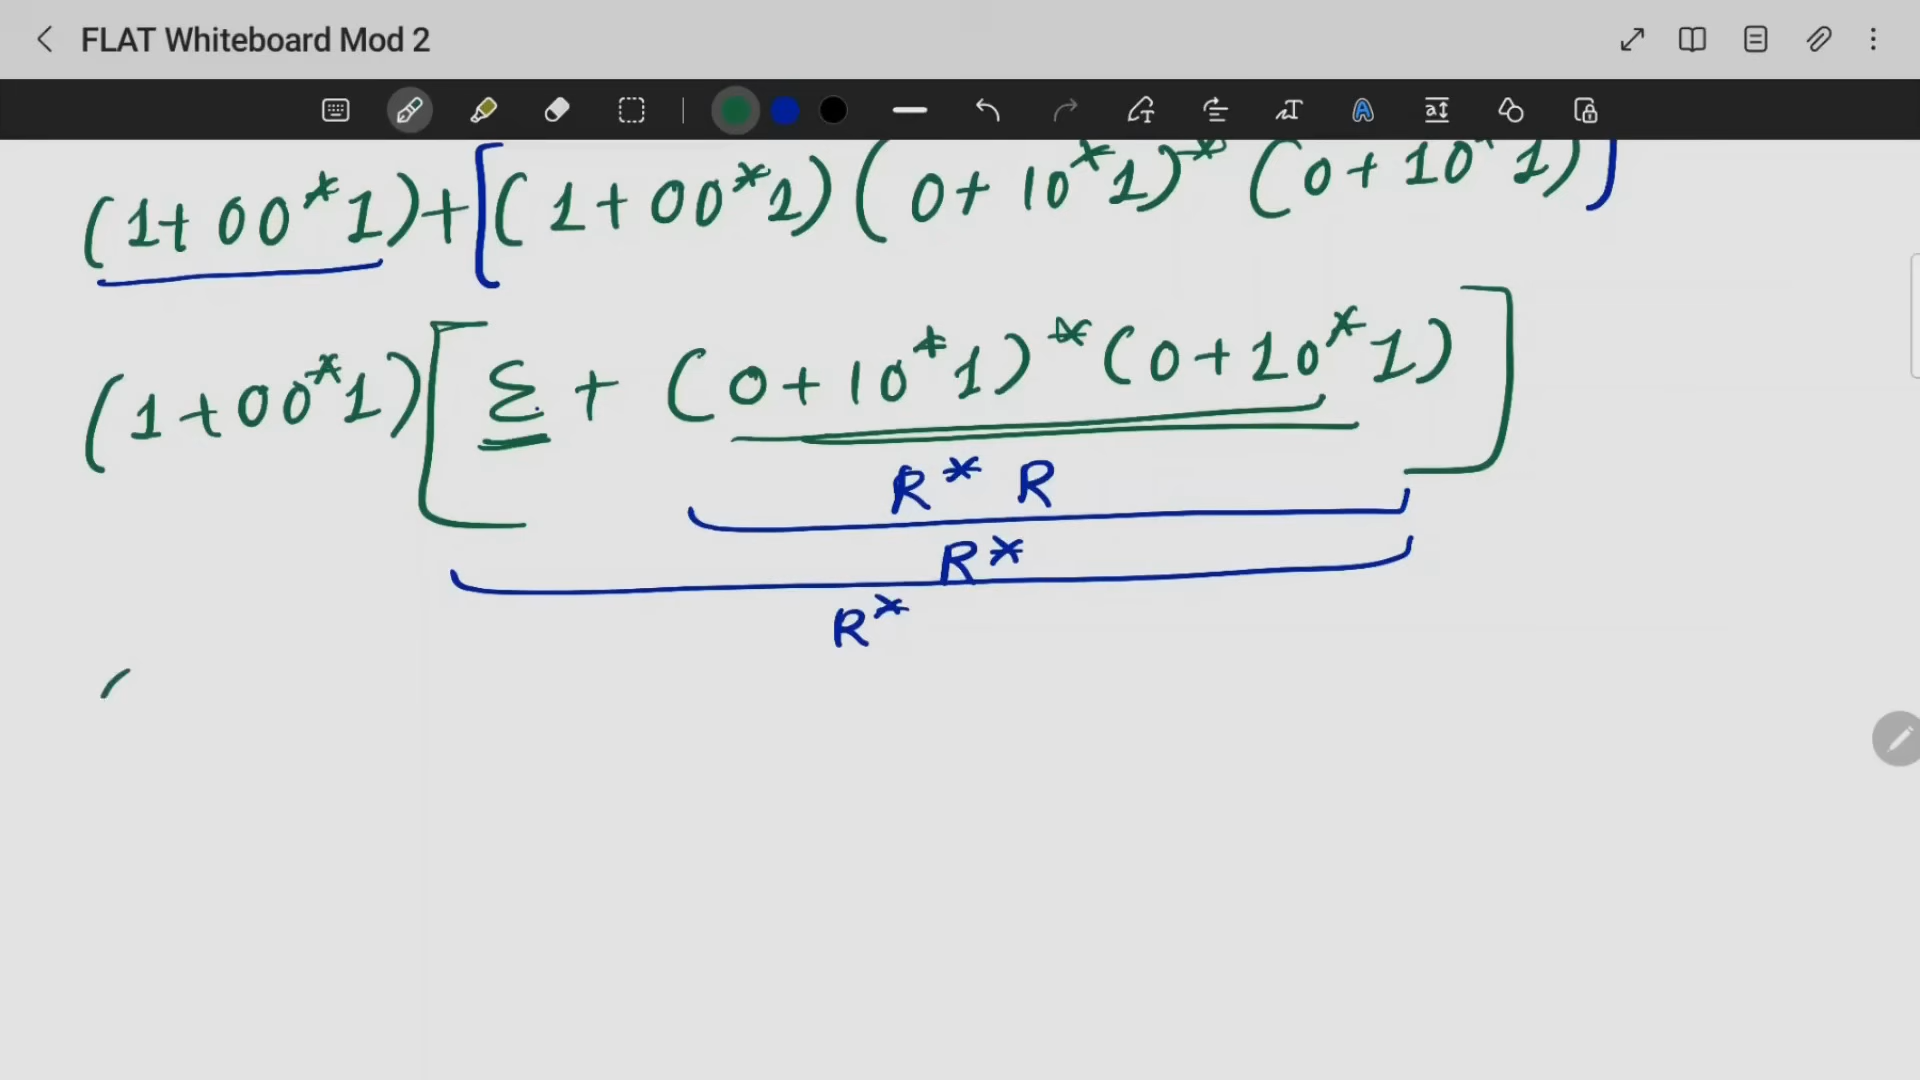 FLAT Whiteboard Mod 2
(1+00*1)+[(1+00*1)(0+10*1)*(0+10*1)]
(1+00*1)[Σ+(0+10*1)*(0+10*1)]
R* R
R*
R*
(